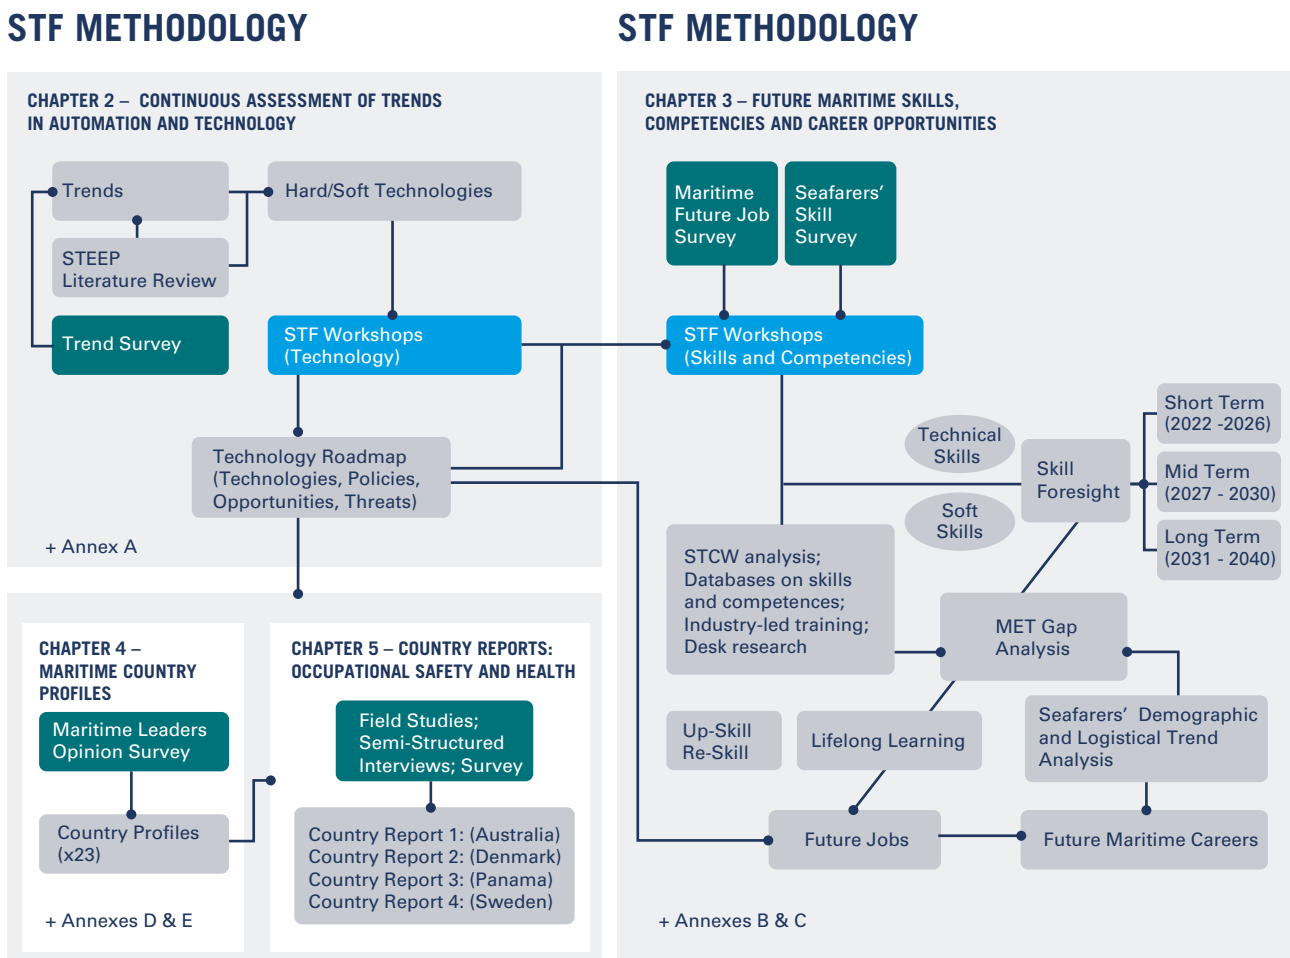 STF METHODOLOGY
CHAPTER 2 – CONTINUOUS ASSESSMENT OF TRENDS
IN AUTOMATION AND TECHNOLOGY
Trends
Hard/Soft Technologies
STEEP
Literature Review
Trend Survey
STF Workshops
(Technology)
Technology Roadmap
(Technologies, Policies,
Opportunities, Threats)
+ Annex A
CHAPTER 4 –
MARITIME COUNTRY
PROFILES
Maritime Leaders
Opinion Survey
Country Profiles
(x23)
+ Annexes D & E
CHAPTER 5 – COUNTRY REPORTS:
OCCUPATIONAL SAFETY AND HEALTH
Field Studies;
Semi-Structured
Interviews; Survey
Country Report 1: (Australia)
Country Report 2: (Denmark)
Country Report 3: (Panama)
Country Report 4: (Sweden)
STF METHODOLOGY
CHAPTER 3 – FUTURE MARITIME SKILLS,
COMPETENCIES AND CAREER OPPORTUNITIES
Maritime
Future Job
Survey
Seafarers'
Skill
Survey
STF Workshops
(Skills and Competencies)
Technical
Skills
Soft
Skills
Skill
Foresight
Short Term
(2022 -2026)
Mid Term
(2027 - 2030)
Long Term
(2031 - 2040)
STCW analysis;
Databases on skills
and competences;
Industry-led training;
Desk research
MET Gap
Analysis
Up-Skill
Re-Skill
Lifelong Learning
Seafarers' Demographic
and Logistical Trend
Analysis
Future Jobs
Future Maritime Careers
+ Annexes B & C